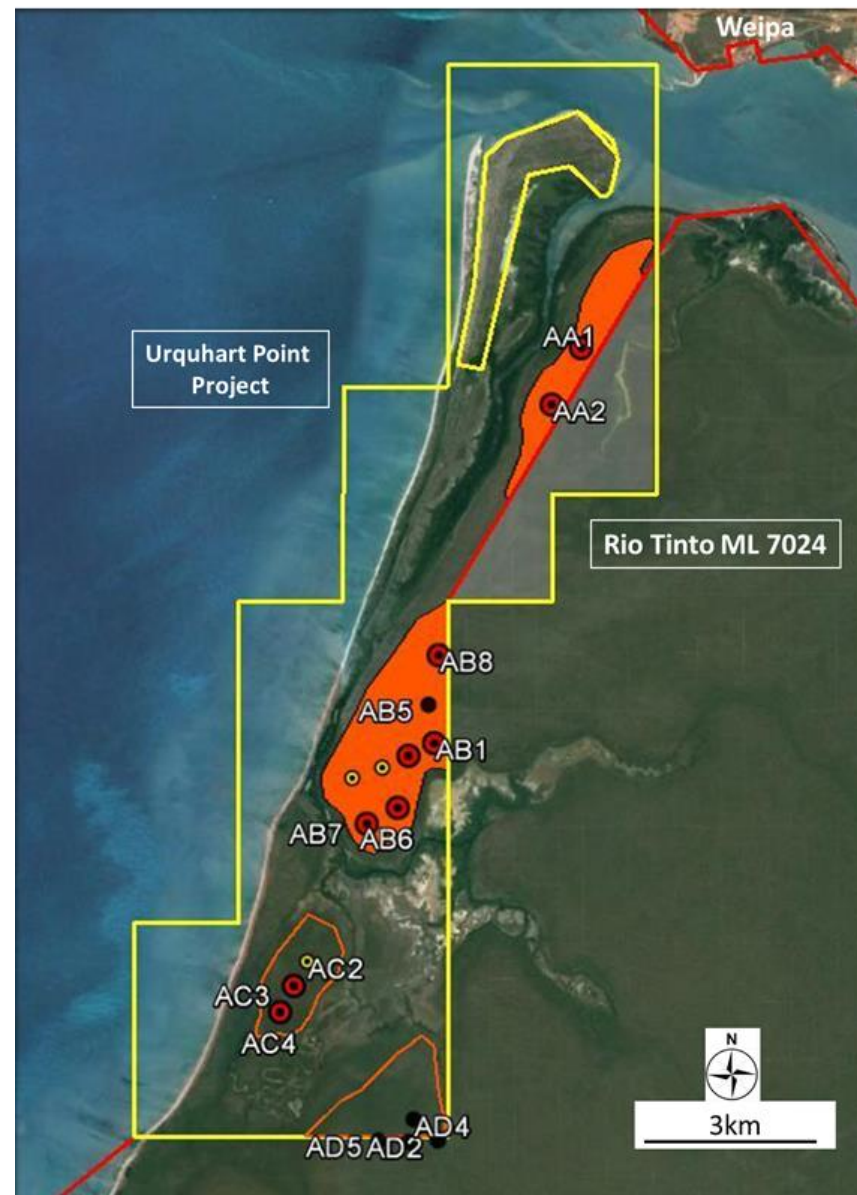 Weipa
Urquhart Point
Project
AA1
AA2
Rio Tinto ML 7024
AB8
AB5
AB1
AB7
AB6
AC2
AC3
AC4
AD4
AD5
AD2
N
3km